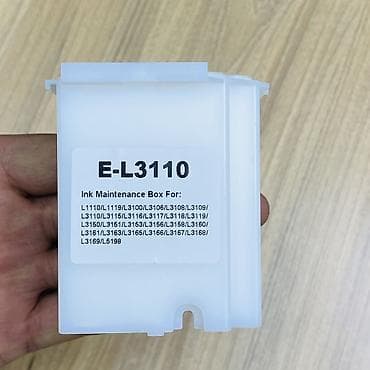 E-L3110
Ink Maintenance Box For:
L1110/L1119/L3100/L3106/L3108/L3109/
L3110/L3115/L3116/L3117/L3118/L3119/
L3150/L3151/L3153/L3156/L3158/L3160/
L3161/L3163/L3165/L3166/L3167/L3168/
L3169/L5198